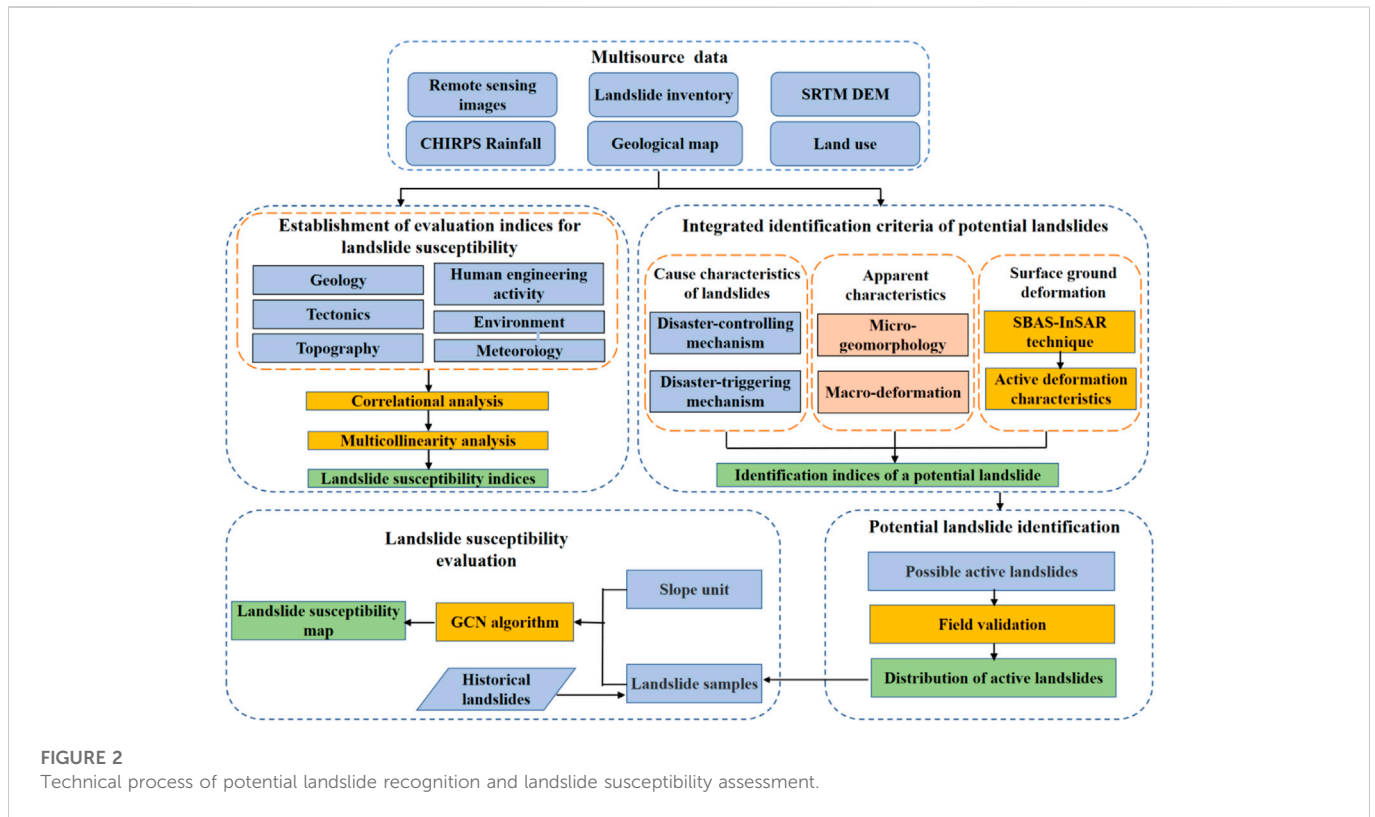 Multisource data
Remote sensing
images
Landslide inventory
SRTM DEM
CHIRPS Rainfall
Geological map
Land use
Establishment of evaluation indices for
landslide susceptibility
Geology
Human engineering
activity
Tectonics
Environment
Topography
Meteorology
Correlational analysis
Multicollinearity analysis
Landslide susceptibility indices
Integrated identification criteria of potential landslides
Cause characteristics
of landslides
Disaster-controlling
mechanism
Disaster-triggering
mechanism
Apparent
characteristics
Micro-
geomorphology
Macro-deformation
Surface ground
deformation
SBAS-InSAR
technique
Active deformation
characteristics
Identification indices of a potential landslide
Landslide susceptibility
evaluation
Slope unit
Landslide susceptibility
map
GCN algorithm
Historical
landslides
Landslide samples
Potential landslide identification
Possible active landslides
Field validation
Distribution of active landslides
FIGURE 2
Technical process of potential landslide recognition and landslide susceptibility assessment.